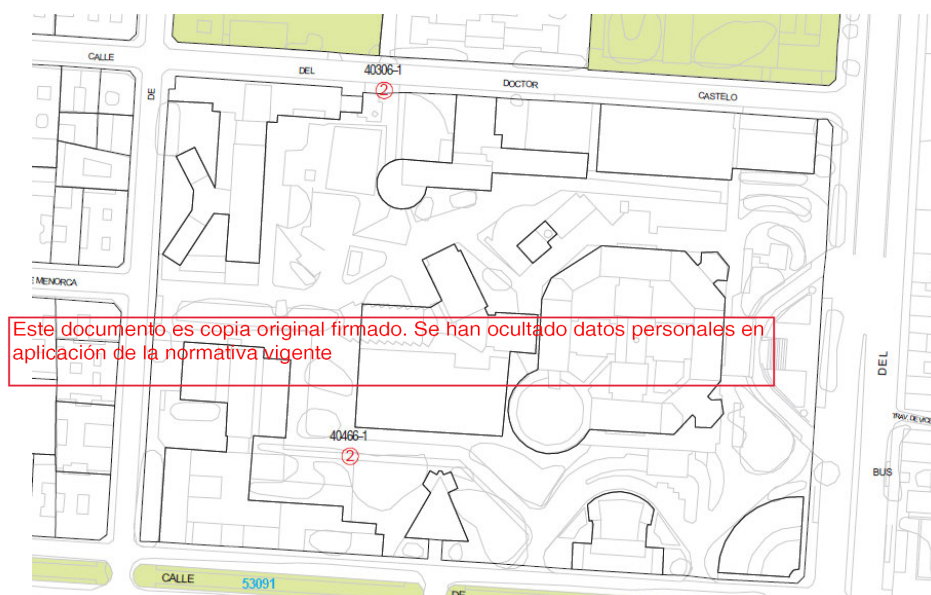 CALLE
DE
DEL
40306-1
2
DOCTOR
CASTELO
MENORCA
Este documento es copia original firmado. Se han ocultado datos personales en
aplicación de la normativa vigente
DEL
TRAV. DE
40466-1
2
BUS
CALLE
53091
DE